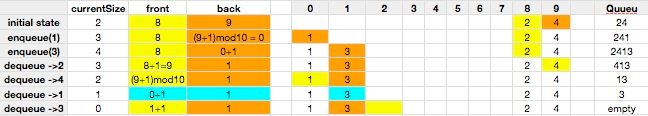 currentSize front back 0 1 2 3 4 5 6 7 8 9 Ququeu
initial state 2 8 9 2 4 24
enqueue(1) 3 8 (9+1)mod10 = 0 1 2 4 241
enqueue(3) 4 8 0+1 1 3 2 4 2413
dequeue ->2 3 8+1=9 1 1 3 2 4 413
dequeue ->4 2 (9+1)mod10 1 1 3 2 4 13
dequeue ->1 1 0+1 1 1 3 2 4 3
dequeue ->3 0 1+1 1 1 3 2 4 empty